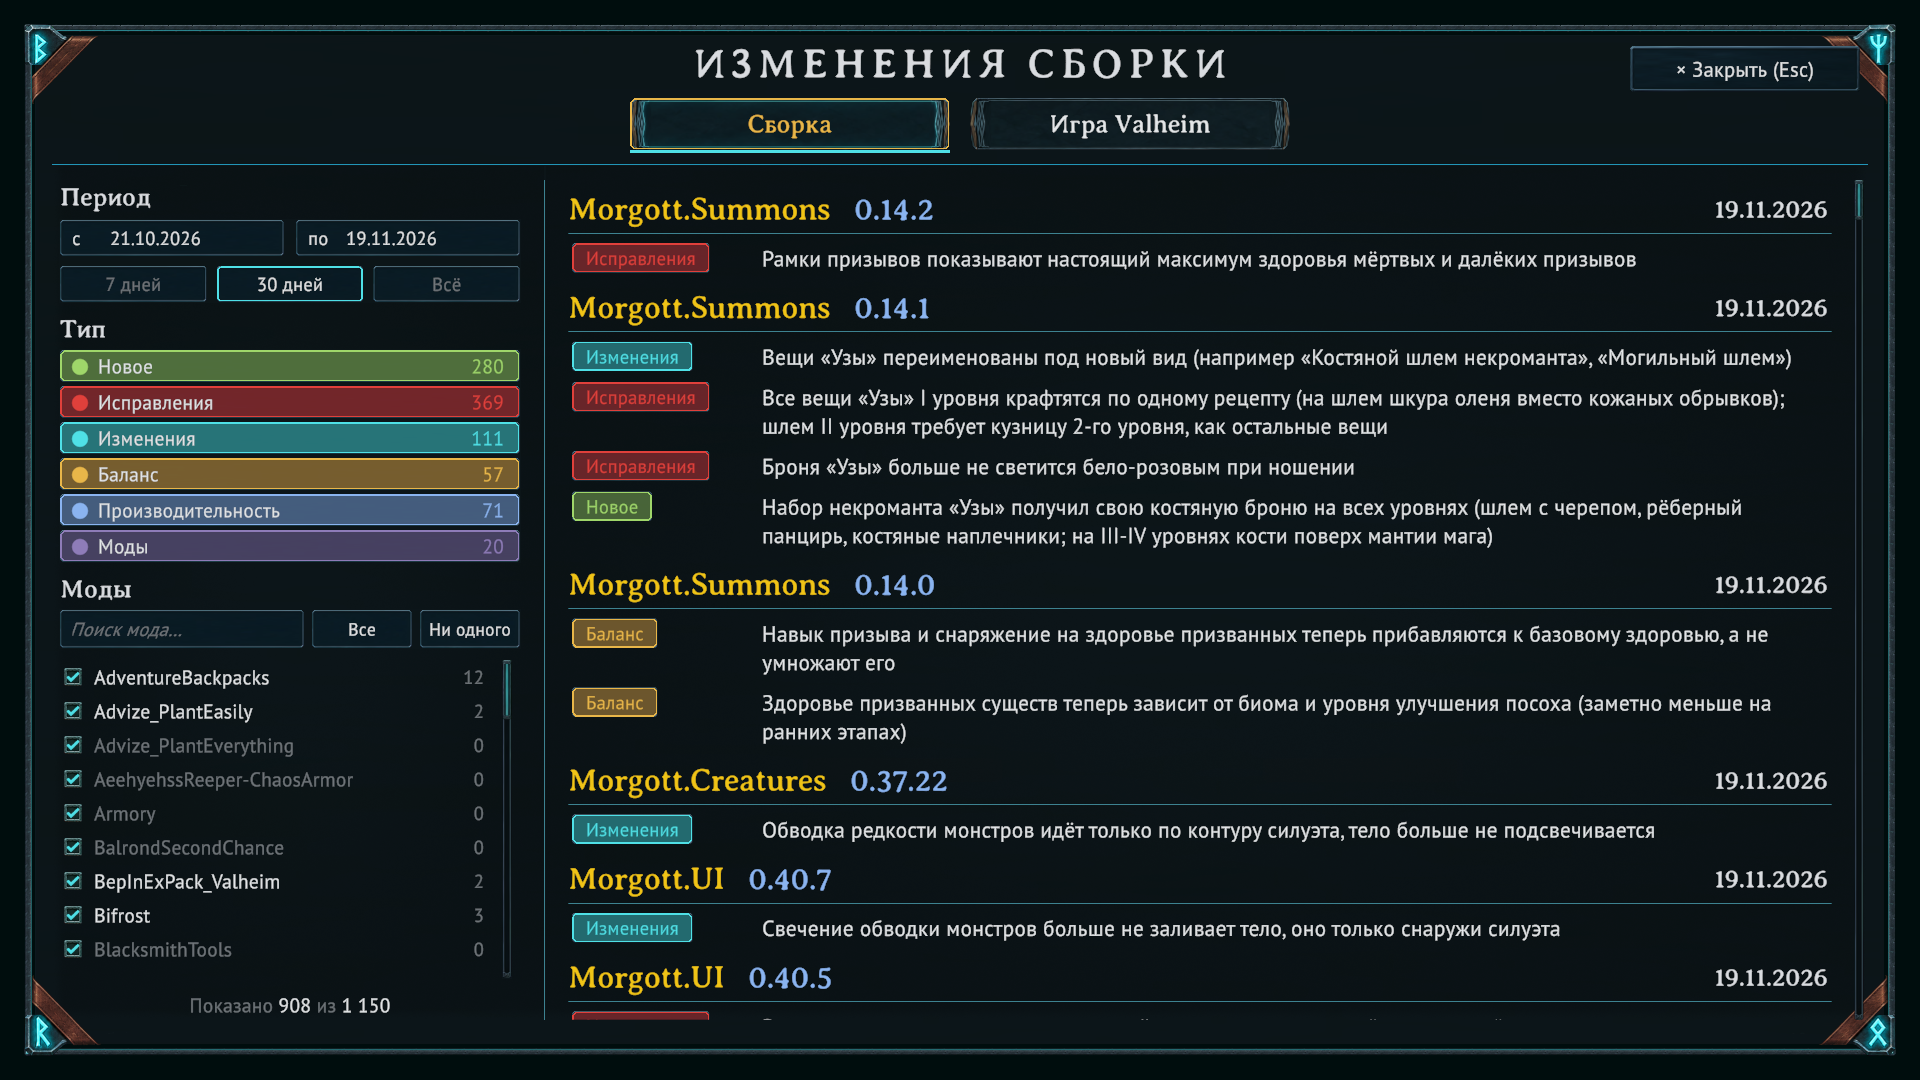 ИЗМЕНЕНИЯ СБОРКИ
× Закрыть (Esc)
Сборка
Игра Valheim
Период
с 21.10.2026
по 19.11.2026
7 дней
30 дней
Всё
Тип
Новое 280
Исправления 369
Изменения 111
Баланс 57
Производительность 71
Моды 20
Моды
Поиск мода...
Все
Ни одного
AdventureBackpacks 12
Advize_PlantEasily 2
Advize_PlantEverything 0
AeehyehssReeper-ChaosArmor 0
Armory 0
BalrondSecondChance 0
BepInExPack_Valheim 2
Bifrost 3
BlacksmithTools 0
Показано 908 из 1 150
Morgott.Summons 0.14.2 19.11.2026
Исправления Рамки призывов показывают настоящий максимум здоровья мёртвых и далёких призывов
Morgott.Summons 0.14.1 19.11.2026
Изменения Вещи «Узы» переименованы под новый вид (например «Костяной шлем некроманта», «Могильный шлем»)
Исправления Все вещи «Узы» I уровня крафтятся по одному рецепту (на шлем шкура оленя вместо кожаных обрывков);
шлем II уровня требует кузницу 2-го уровня, как остальные вещи
Исправления Броня «Узы» больше не светится бело-розовым при ношении
Новое Набор некроманта «Узы» получил свою костяную броню на всех уровнях (шлем с черепом, рёберный
панцирь, костяные наплечники; на III-IV уровнях кости поверх мантии мага)
Morgott.Summons 0.14.0 19.11.2026
Баланс Навык призыва и снаряжение на здоровье призванных теперь прибавляются к базовому здоровью, а не
умножают его
Баланс Здоровье призванных существ теперь зависит от биома и уровня улучшения посоха (заметно меньше на
ранних этапах)
Morgott.Creatures 0.37.22 19.11.2026
Изменения Обводка редкости монстров идёт только по контуру силуэта, тело больше не подсвечивается
Morgott.UI 0.40.7 19.11.2026
Изменения Свечение обводки монстров больше не заливает тело, оно только снаружи силуэта
Morgott.UI 0.40.5 19.11.2026